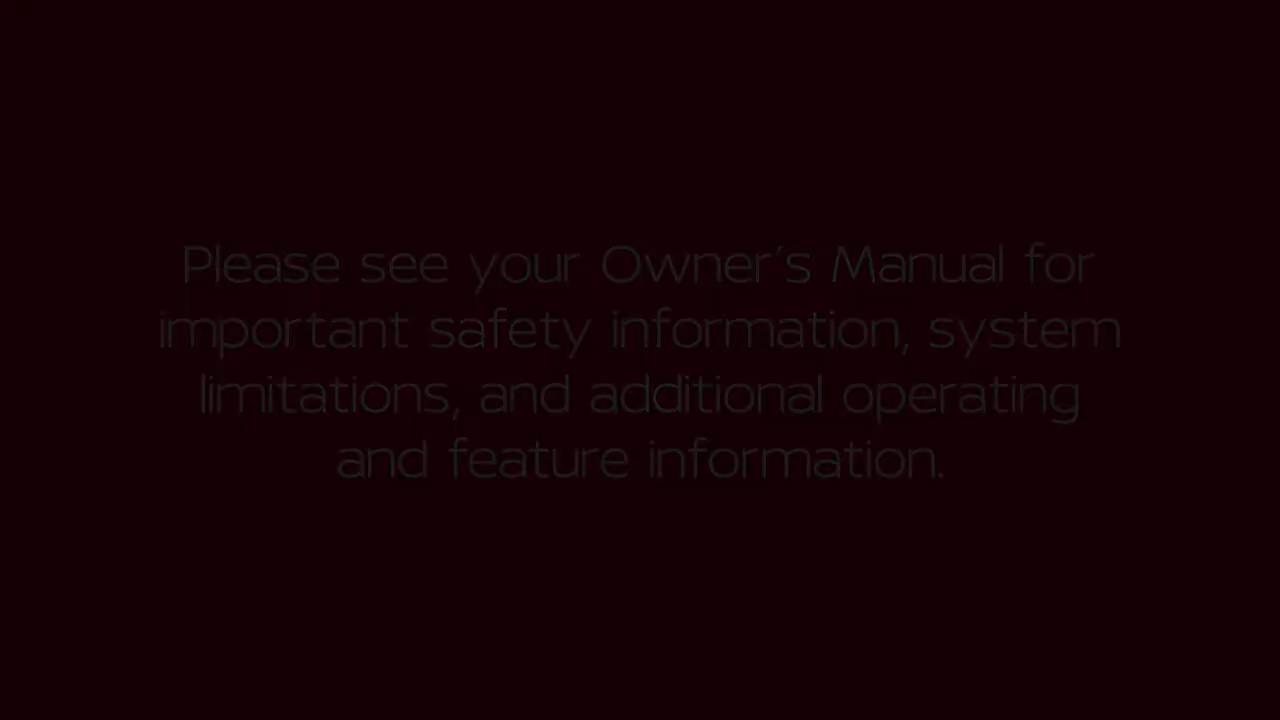 Please see your Owner's Manual for
important safety information, system
limitations, and additional operating
and feature information.